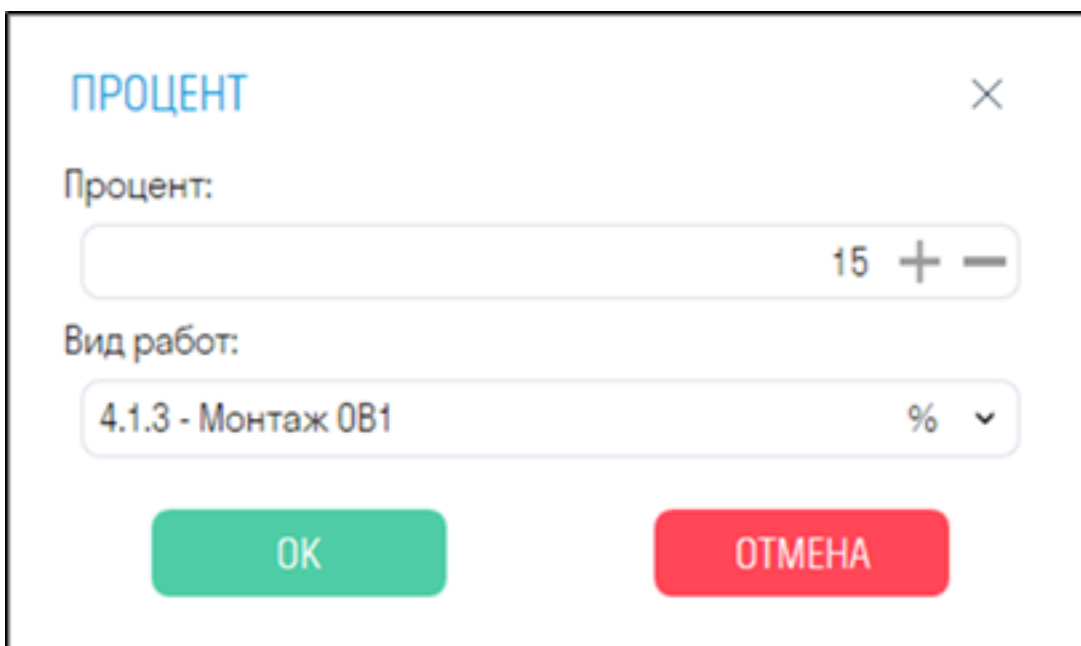 ПРОЦЕНТ
Процент:
15
Вид работ:
4.1.3 - Монтаж ОВ1 %
ОК ОТМЕНА